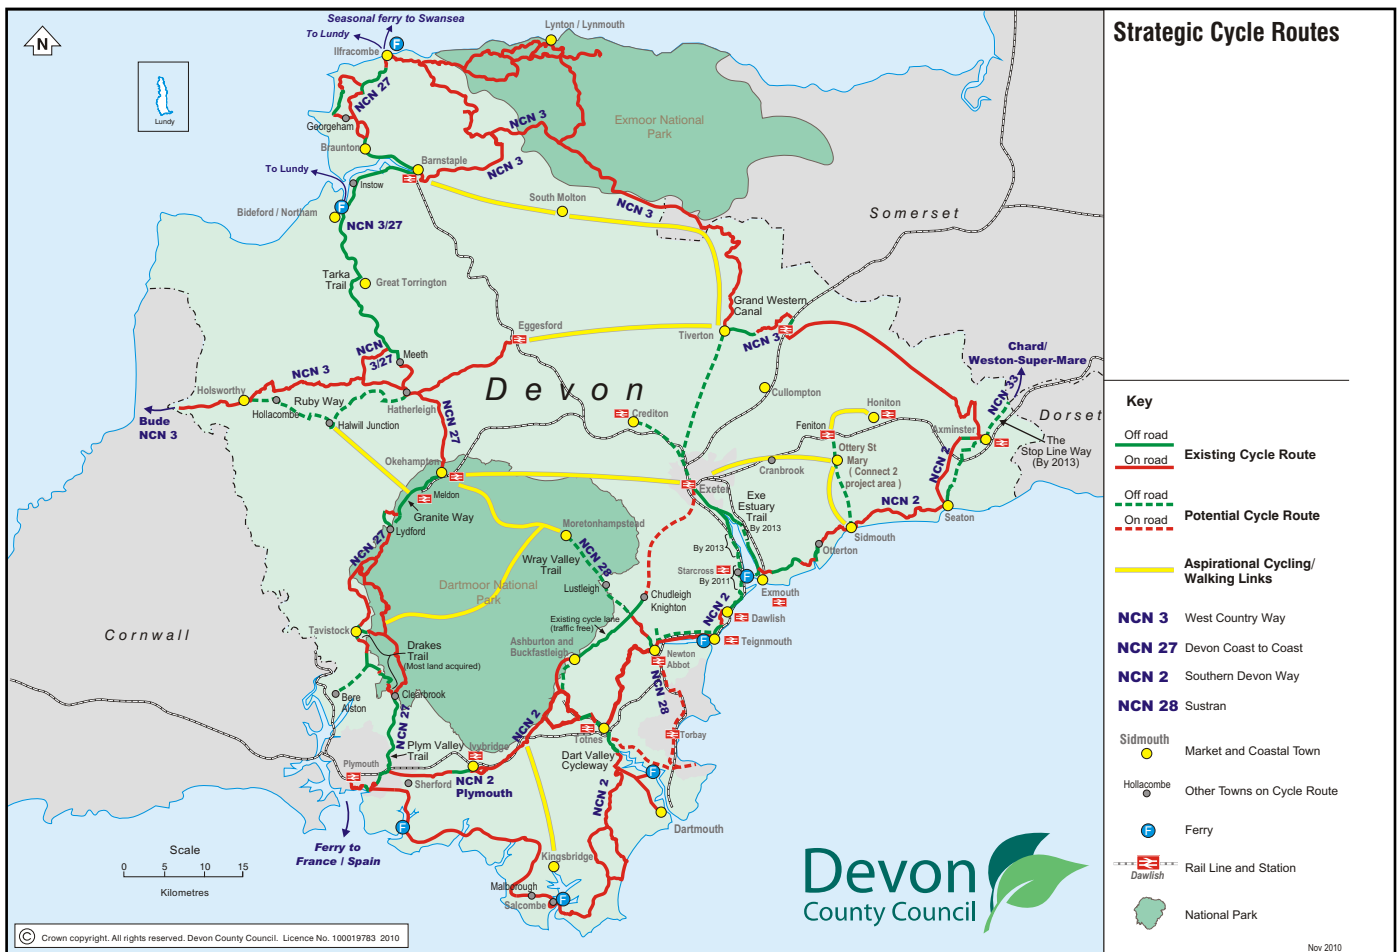 Strategic Cycle Routes
N
Seasonal ferry to Swansea
To Lundy
Ilfracombe
F
Lynton / Lynmouth
Lundy
NCN 27
Georgeham
Braunton
Barnstaple
NCN 3
NCN 3
Exmoor National
Park
To Lundy
Instow
F
Bideford / Northam
NCN 3/27
South Molton
NCN 3
Somerset
Tarka
Trail
Great Torrington
Grand Western
Canal
Eggesford
Tiverton
NCN 3
NCN
3/27
Meeth
NCN 3
Holsworthy
Ruby Way
Hollacombe
Hatherleigh
Halwill Junction
Bude
NCN 3
NCN 27
Devon
Cullompton
Crediton
Honiton
Feniton
Axminster
Chard/
Weston-Super-Mare
NCN 33
Dorset
The
Stop Line Way
(By 2013)
Ottery St
Mary
( Connect 2
project area )
Cranbrook
NCN 2
NCN 2
Seaton
Sidmouth
Otterton
Okehampton
Meldon
Granite Way
Lydford
NCN 27
Exeter
Exe
Estuary
Trail
By 2013
By 2013
Starcross
By 2011
F
Exmouth
Moretonhampstead
NCN 28
Wray Valley
Trail
Lustleigh
Chudleigh
Knighton
NCN 2
Dawlish
Dartmoor National
Park
Existing cycle lane
(traffic free)
Tavistock
Cornwall
Drakes
Trail
(Most land acquired)
Ashburton and
Buckfastleigh
F
Teignmouth
Newton
Abbot
NCN 28
Bere
Alston
Clearbrook
NCN 27
Plym Valley
Trail
Plymouth
Ivybridge
NCN 2
Totnes
Torbay
Dart Valley
Cycleway
F
Sherford
NCN 2
Plymouth
NCN 2
Dartmouth
F
Ferry to
France / Spain
Kingsbridge
Malborough
Salcombe
F
Scale
0 5 10 15
Kilometres
Devon
County Council
© Crown copyright. All rights reserved. Devon County Council. Licence No. 100019783 2010
Key
Off road
On road
Existing Cycle Route
Off road
On road
Potential Cycle Route
Aspirational Cycling/
Walking Links
NCN 3 West Country Way
NCN 27 Devon Coast to Coast
NCN 2 Southern Devon Way
NCN 28 Sustran
Sidmouth
Market and Coastal Town
Hollacombe
Other Towns on Cycle Route
F Ferry
Dawlish
Rail Line and Station
National Park
Nov 2010